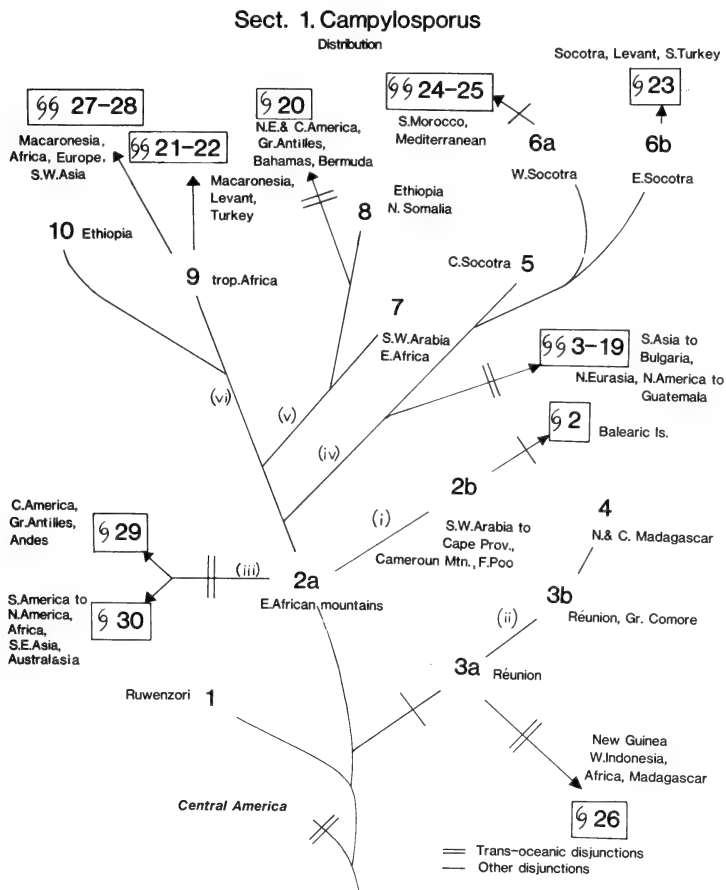 Sect. 1. Campylosporus
Distribution
§§ 27–28
Macaronesia,
Africa, Europe,
S.W.Asia
§§ 21–22
Macaronesia,
Levant,
Turkey
§ 20
N.E.& C.America,
Gr.Antilles,
Bahamas, Bermuda
§§ 24–25
S.Morocco,
Mediterranean
Socotra, Levant, S.Turkey
§ 23
6a
W.Socotra
6b
E.Socotra
8
Ethiopia
N. Somalia
10 Ethiopia
9 trop.Africa
C.Socotra 5
7
S.W.Arabia
E.Africa
§§ 3–19
S.Asia to
Bulgaria,
N.Eurasia, N.America to
Guatemala
(vi)
(v)
(iv)
§ 2 Balearic Is.
2b
S.W.Arabia to
Cape Prov.,
Cameroun Mtn., F.Poo
(i)
4
N.& C. Madagascar
C.America,
Gr.Antilles,
Andes
§ 29
(iii)
2a
E.African mountains
S.America to
N.America,
Africa,
S.E.Asia,
Australasia
§ 30
3b
Réunion, Gr. Comore
(ii)
3a Réunion
Ruwenzori 1
New Guinea
W.Indonesia,
Africa, Madagascar
§ 26
Central America
Trans-oceanic disjunctions
Other disjunctions